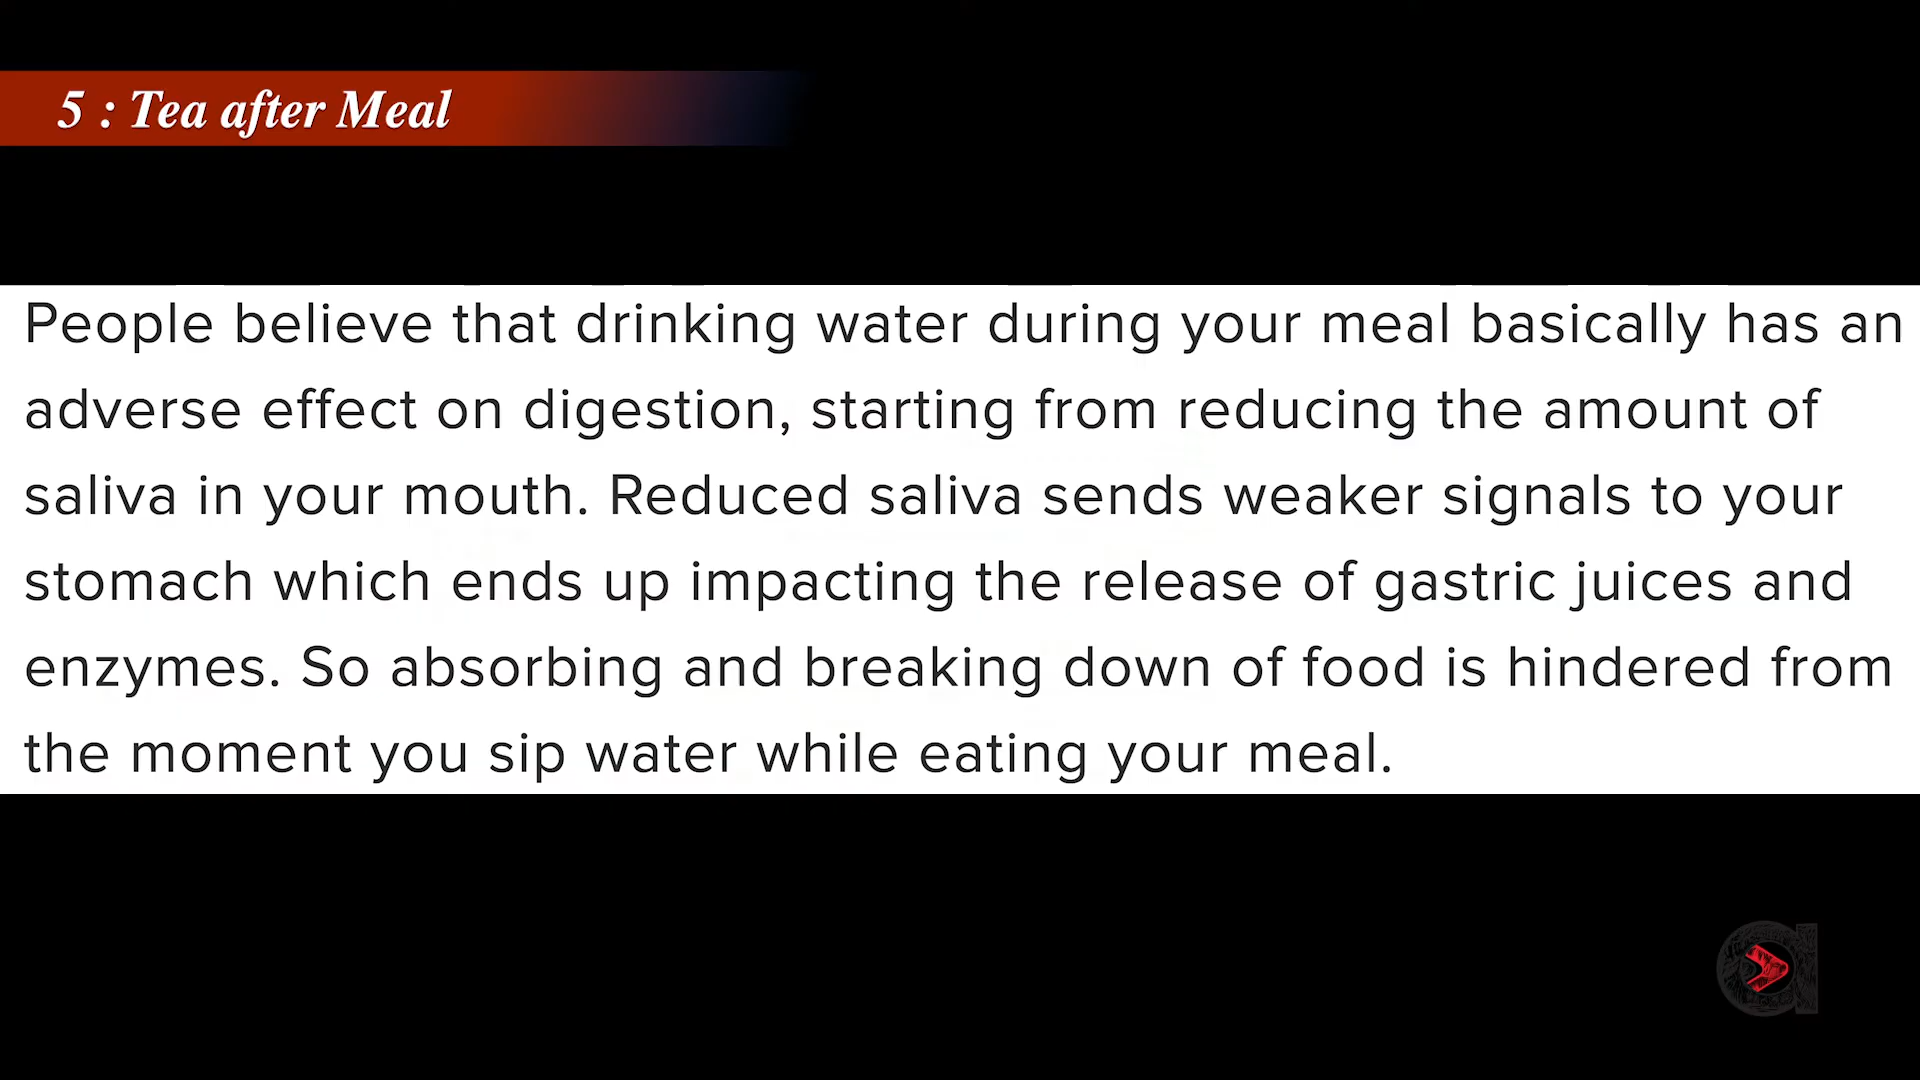 5 : Tea after Meal
People believe that drinking water during your meal basically has an
adverse effect on digestion, starting from reducing the amount of
saliva in your mouth. Reduced saliva sends weaker signals to your
stomach which ends up impacting the release of gastric juices and
enzymes. So absorbing and breaking down of food is hindered from
the moment you sip water while eating your meal.